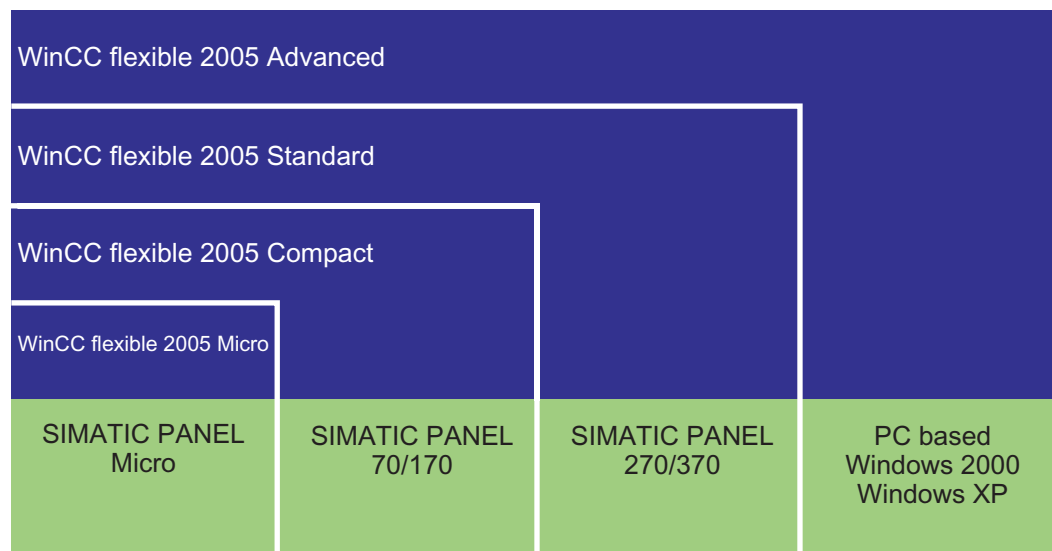 WinCC flexible 2005 Advanced
WinCC flexible 2005 Standard
WinCC flexible 2005 Compact
WinCC flexible 2005 Micro
SIMATIC PANEL
Micro
SIMATIC PANEL
70/170
SIMATIC PANEL
270/370
PC based
Windows 2000
Windows XP